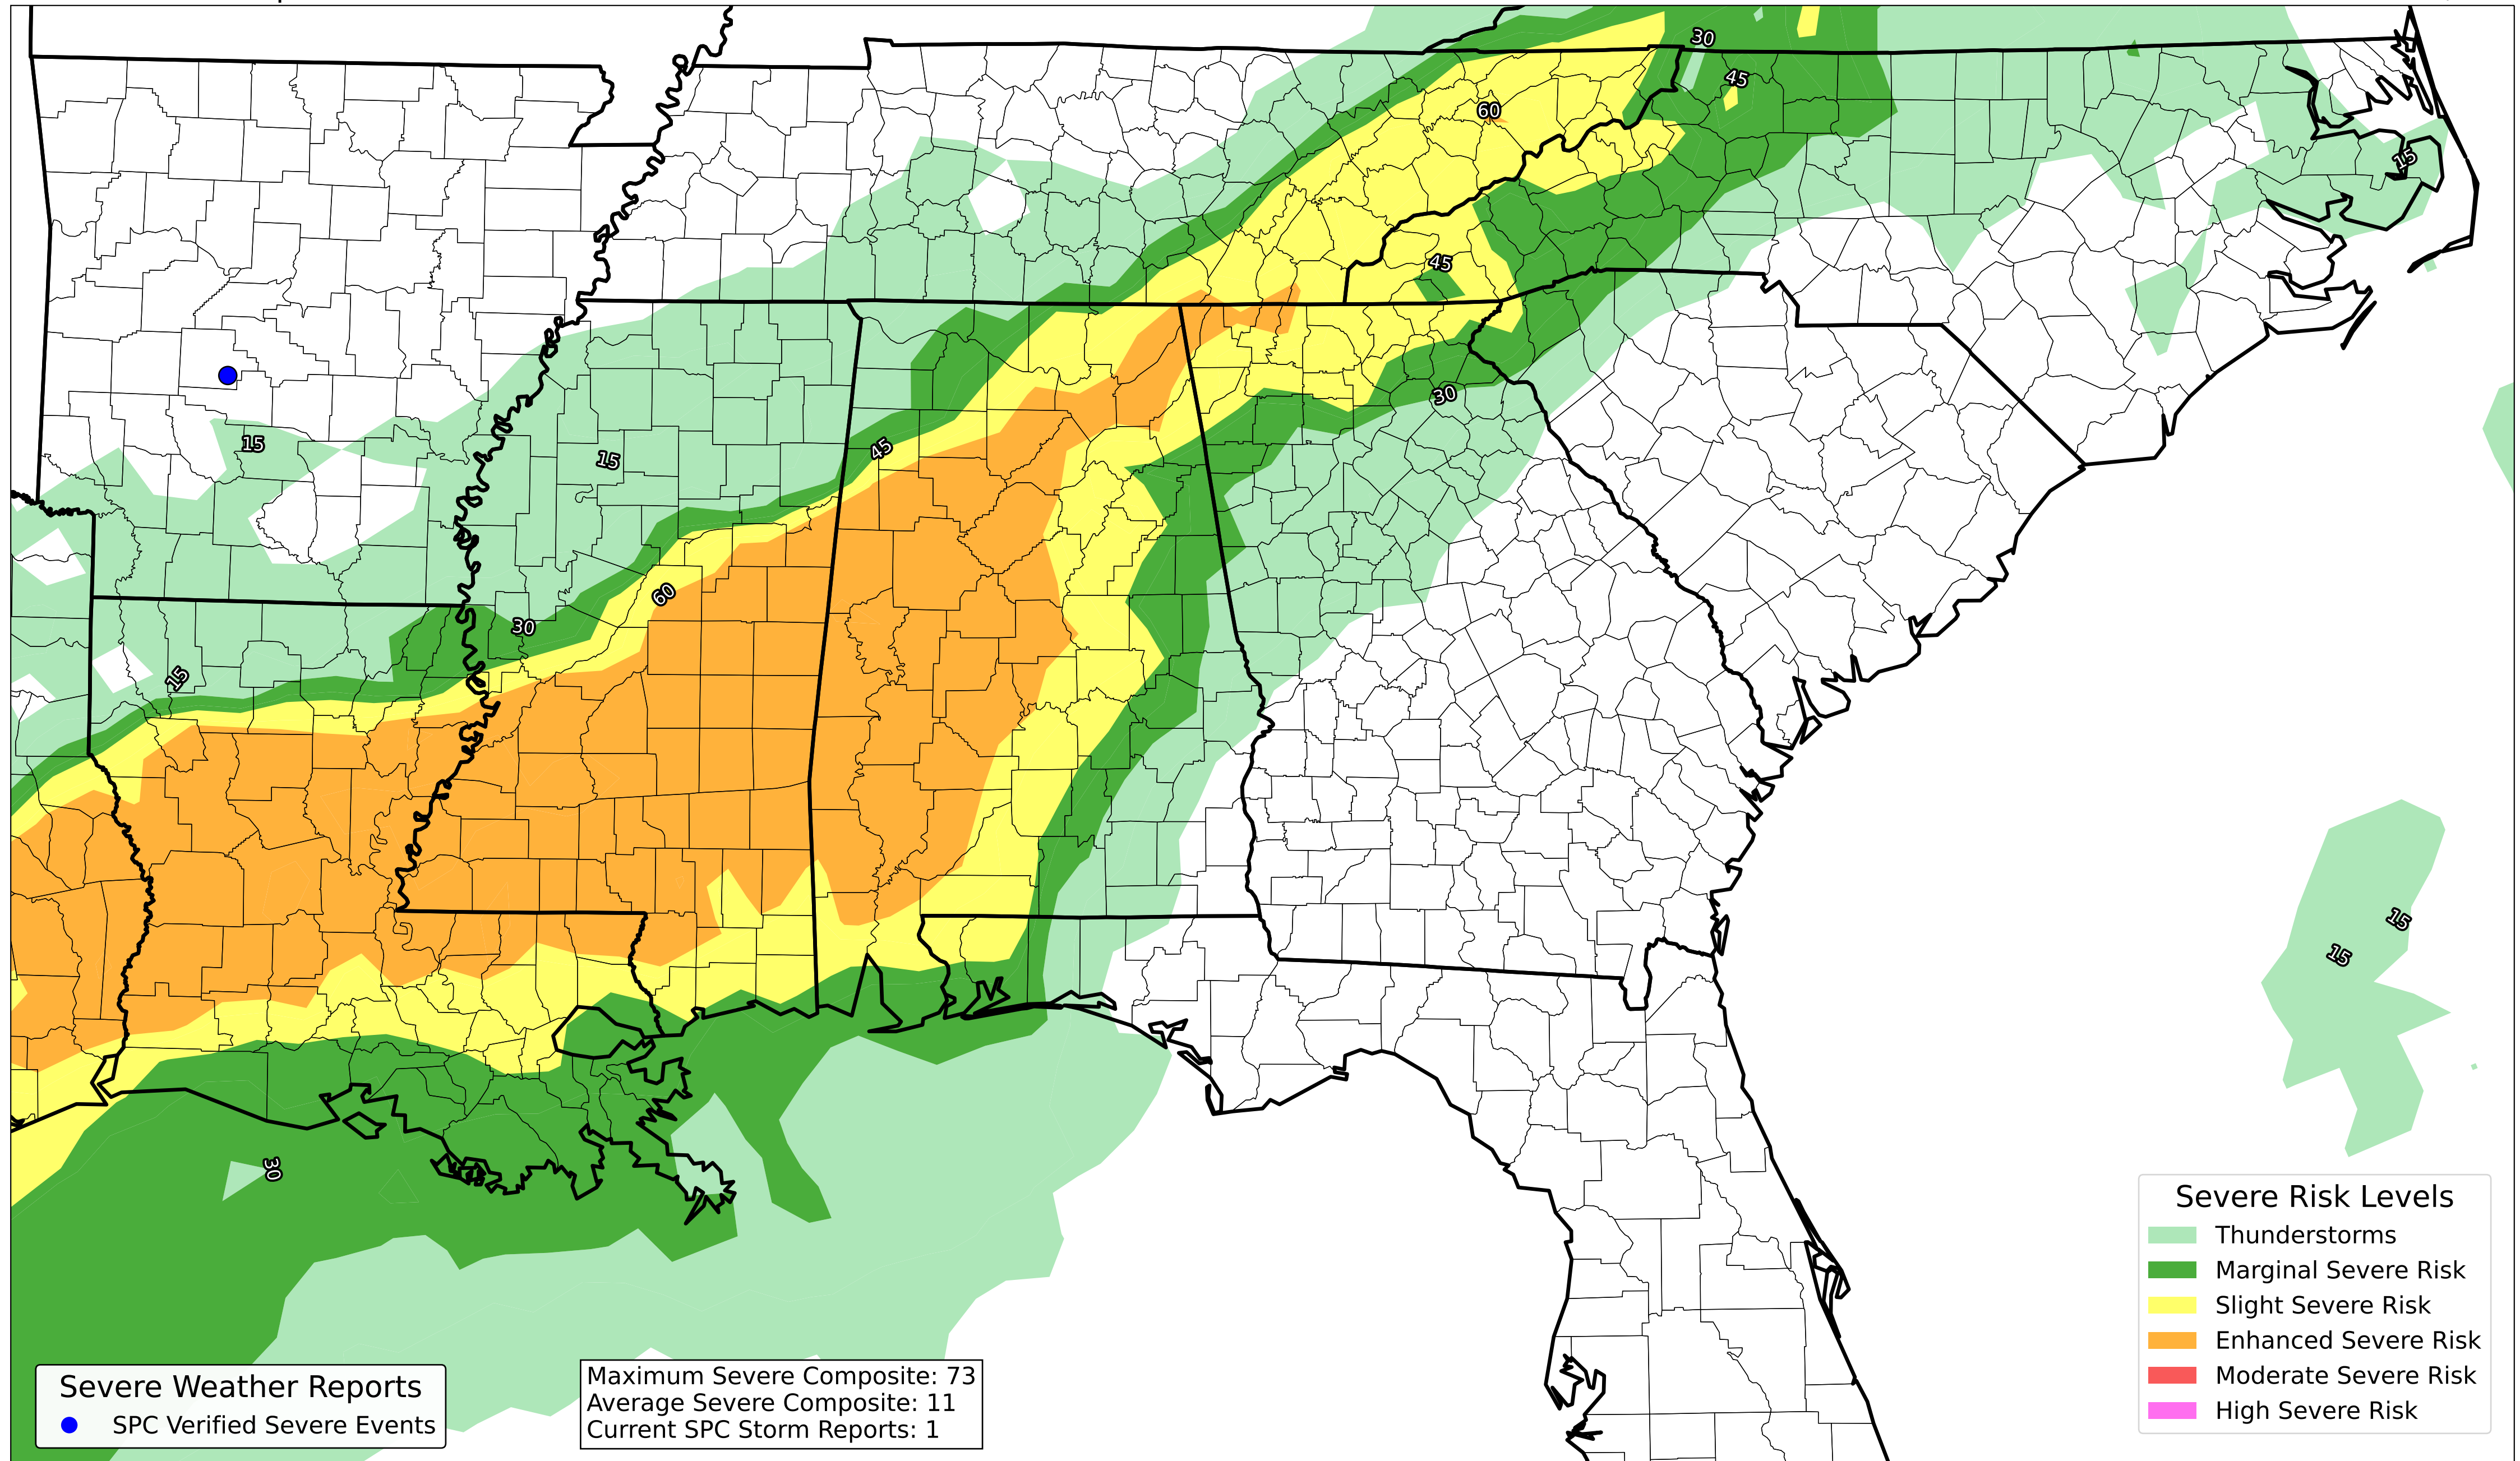 30
45
60
15
45
15
45
30
15
60
30
15
15
15
30
Severe Risk Levels
Thunderstorms
Marginal Severe Risk
Slight Severe Risk
Enhanced Severe Risk
Moderate Severe Risk
High Severe Risk
Severe Weather Reports
SPC Verified Severe Events
Maximum Severe Composite: 73
Average Severe Composite: 11
Current SPC Storm Reports: 1